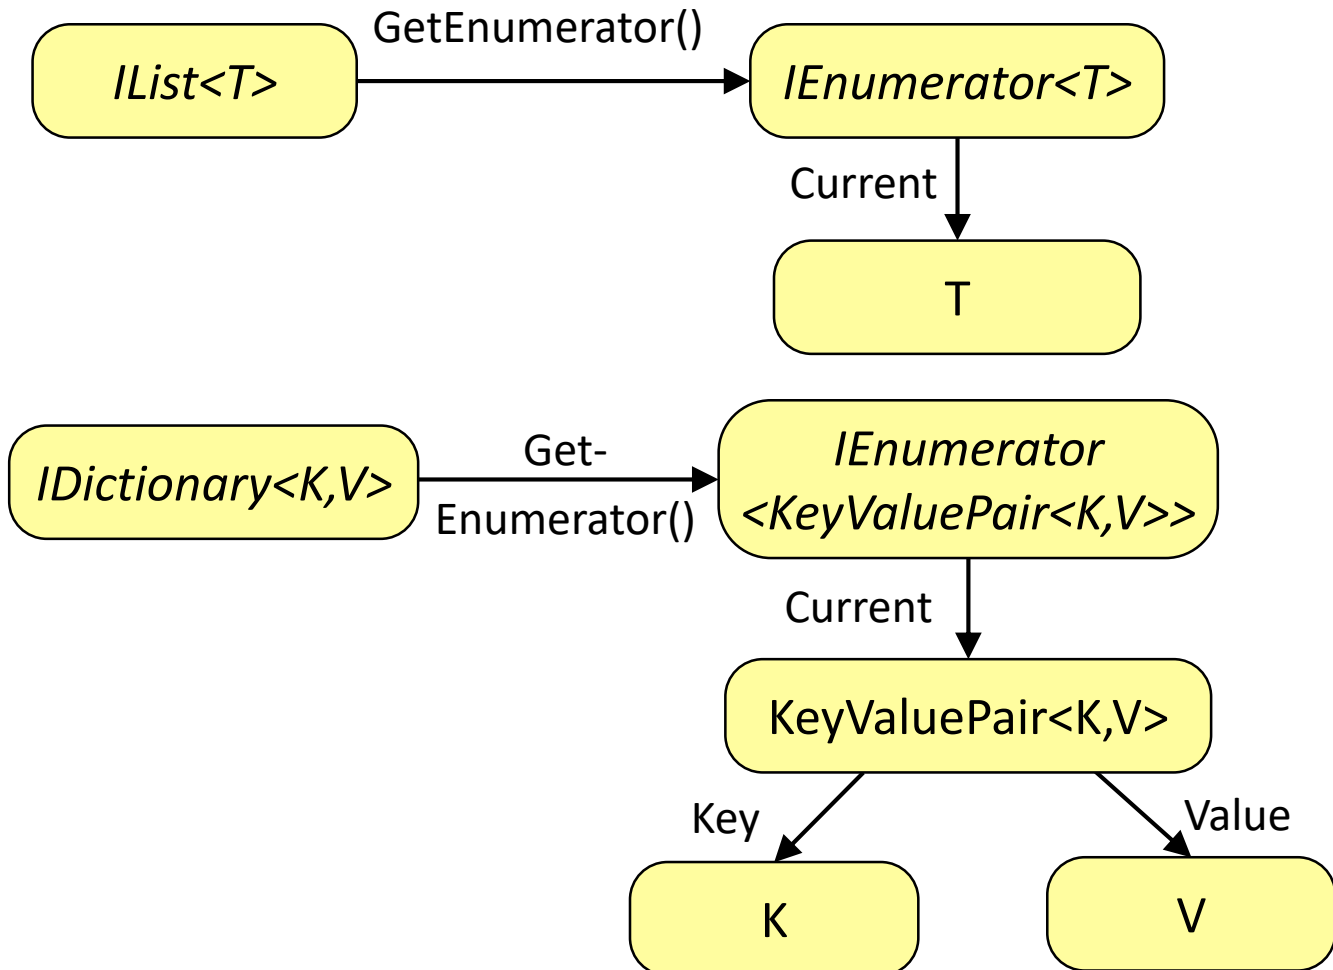 GetEnumerator()
IList<T>
IEnumerator<T>
Current
T
IDictionary<K,V>
Get-
Enumerator()
IEnumerator
<KeyValuePair<K,V>>
Current
KeyValuePair<K,V>
Key
Value
K
V